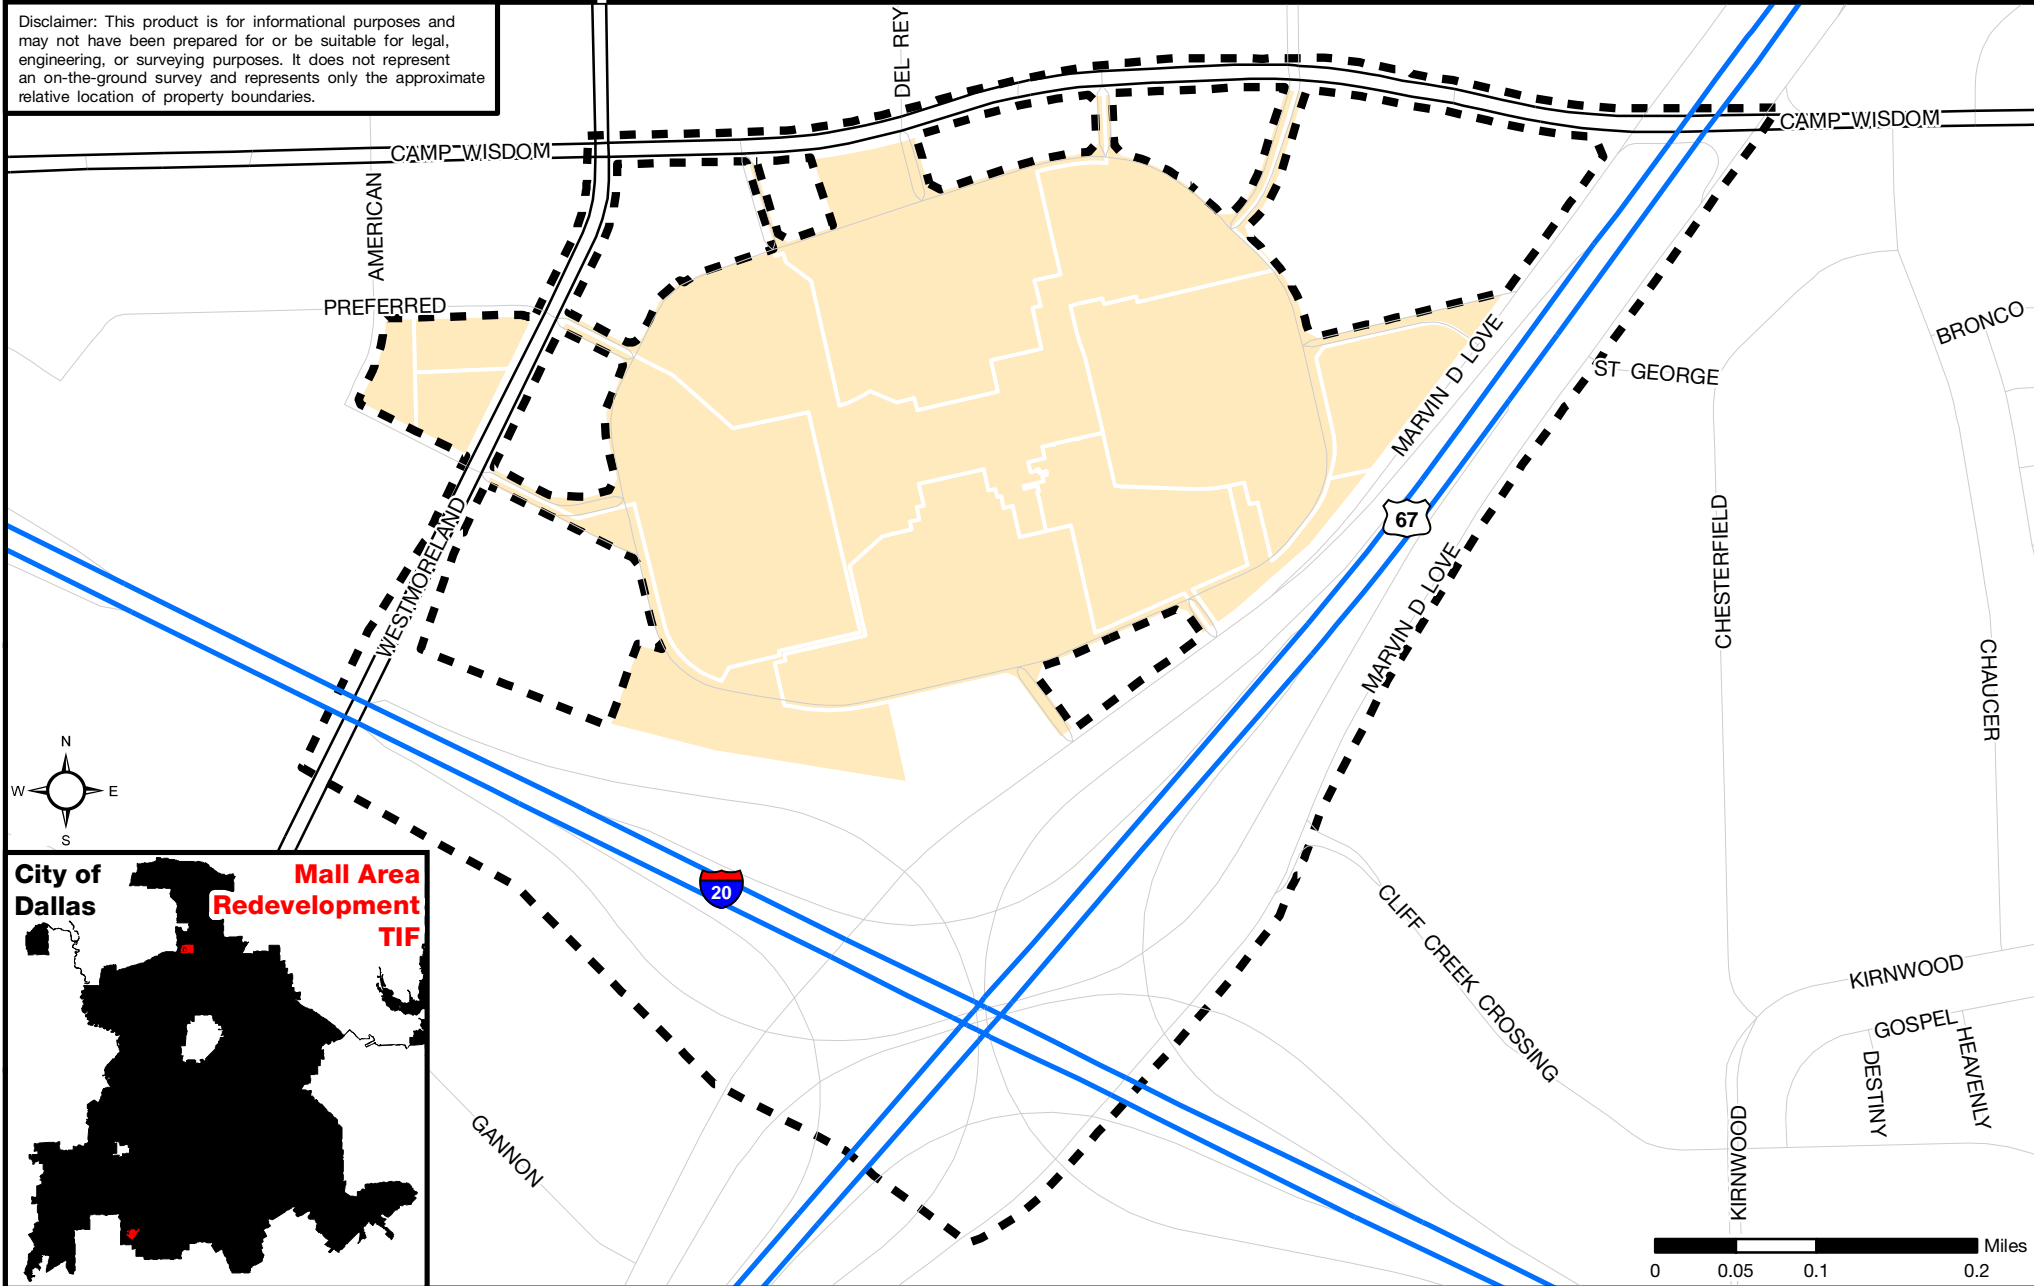 Disclaimer: This product is for informational purposes and
may not have been prepared for or be suitable for legal,
engineering, or surveying purposes. It does not represent
an on-the-ground survey and represents only the approximate
relative location of property boundaries.
DEL REY
CAMP WISDOM
CAMP WISDOM
AMERICAN
PREFERRED
BRONCO
MARVIN D LOVE
ST GEORGE
67
WESTMORELAND
CHESTERFIELD
MARVIN D LOVE
CHAUCER
N
W
E
S
20
City of
Dallas
Mall Area
Redevelopment
TIF
CLIFF CREEK CROSSING
KIRNWOOD
GOSPEL
HEAVENLY
DESTINY
GANNON
KIRNWOOD
Miles
0 0.05 0.1 0.2